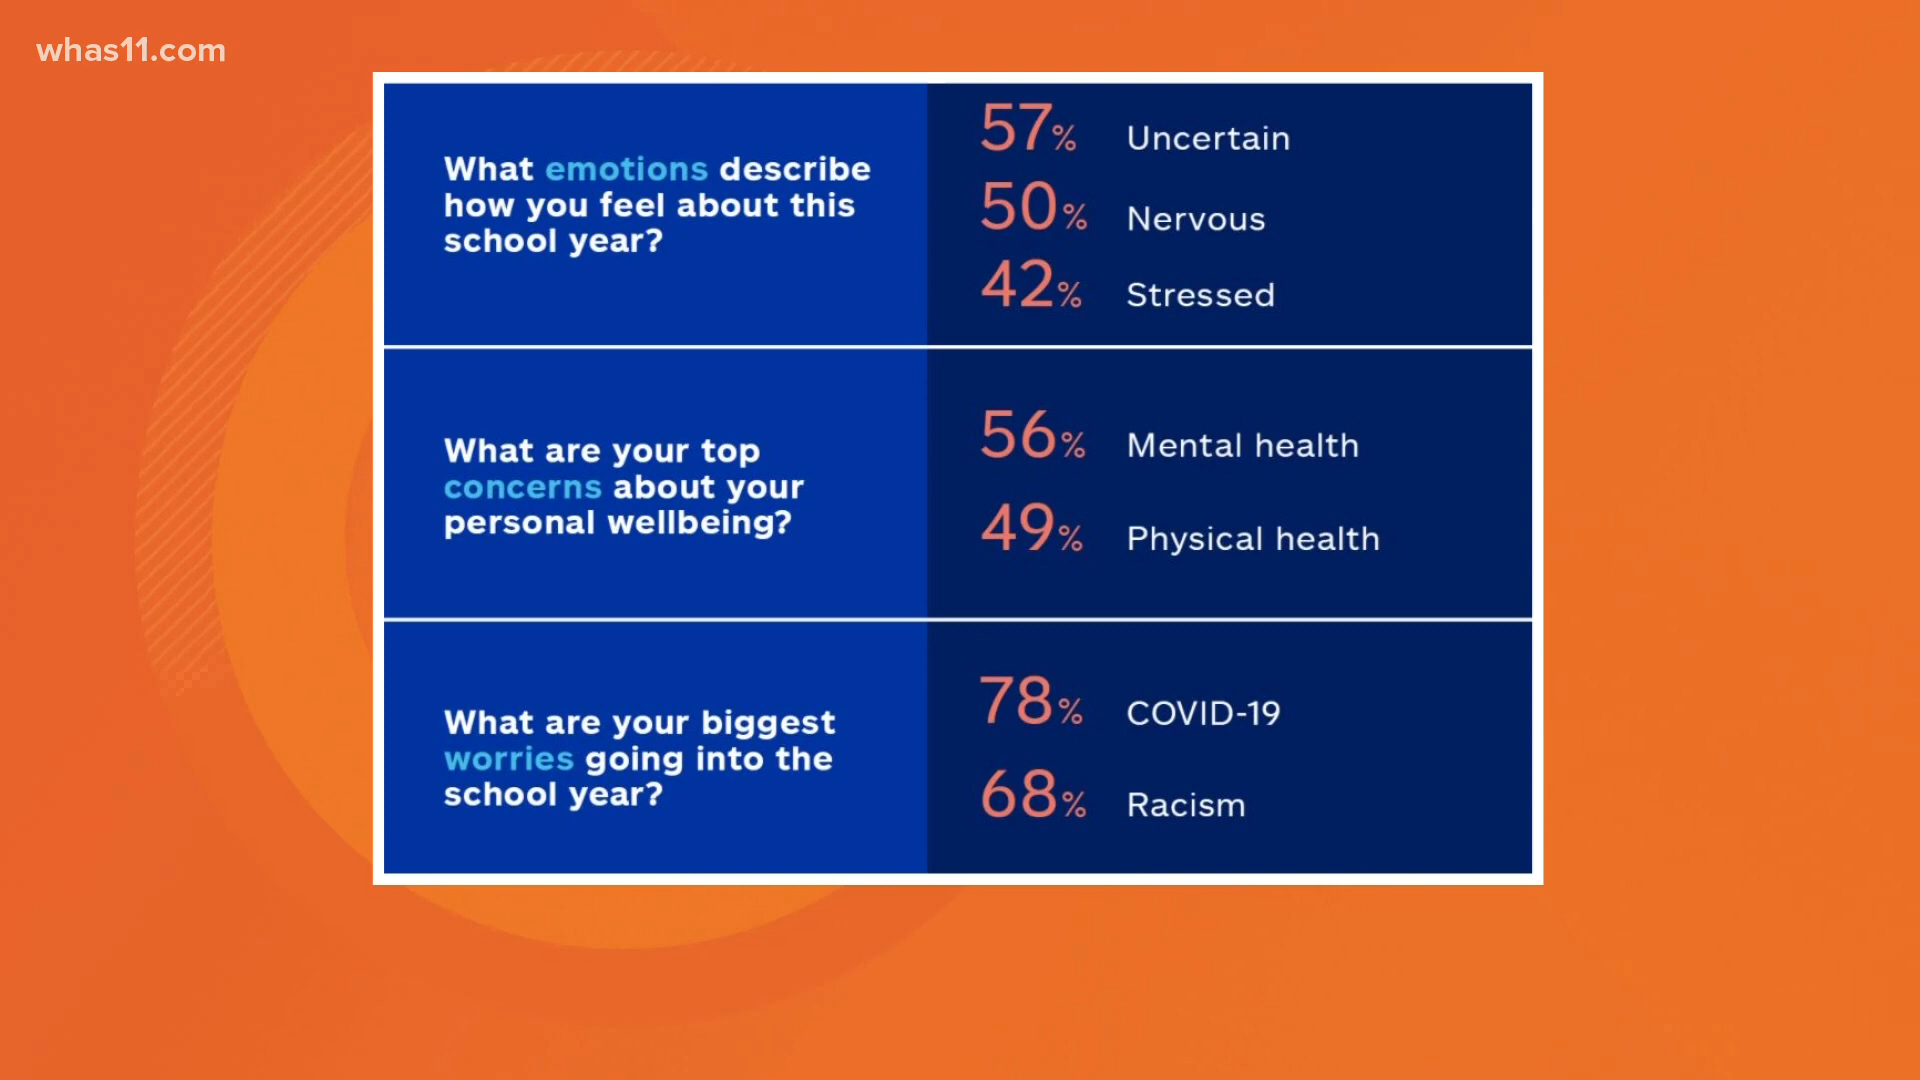 whas11.com
What emotions describe
how you feel about this
school year?
57% Uncertain
50% Nervous
42% Stressed
What are your top
concerns about your
personal wellbeing?
56% Mental health
49% Physical health
What are your biggest
worries going into the
school year?
78% COVID-19
68% Racism